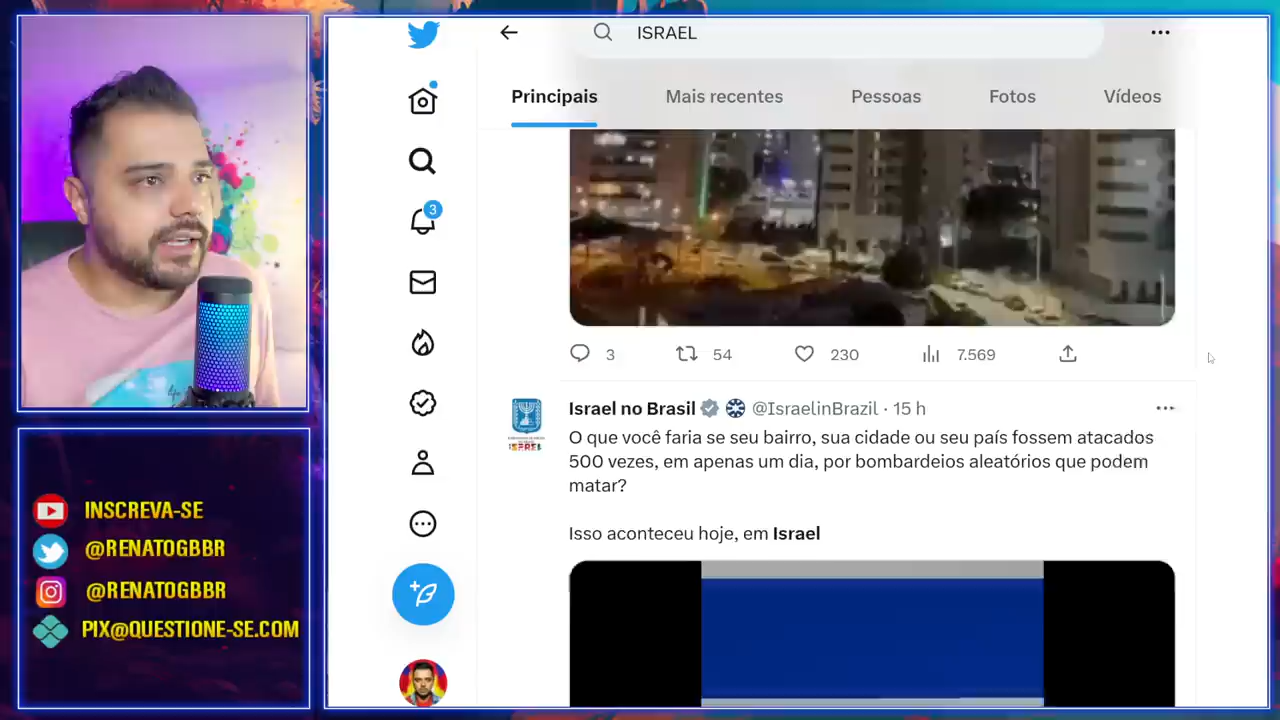 ISRAEL
Principais
Mais recentes
Pessoas
Fotos
Vídeos
3
3
54
230
7.569
Israel no Brasil @IsraelinBrazil · 15 h
O que você faria se seu bairro, sua cidade ou seu país fossem atacados
500 vezes, em apenas um dia, por bombardeios aleatórios que podem
matar?
Isso aconteceu hoje, em Israel
INSCREVA-SE
@RENATOGBBR
@RENATOGBBR
PIX@QUESTIONE-SE.COM